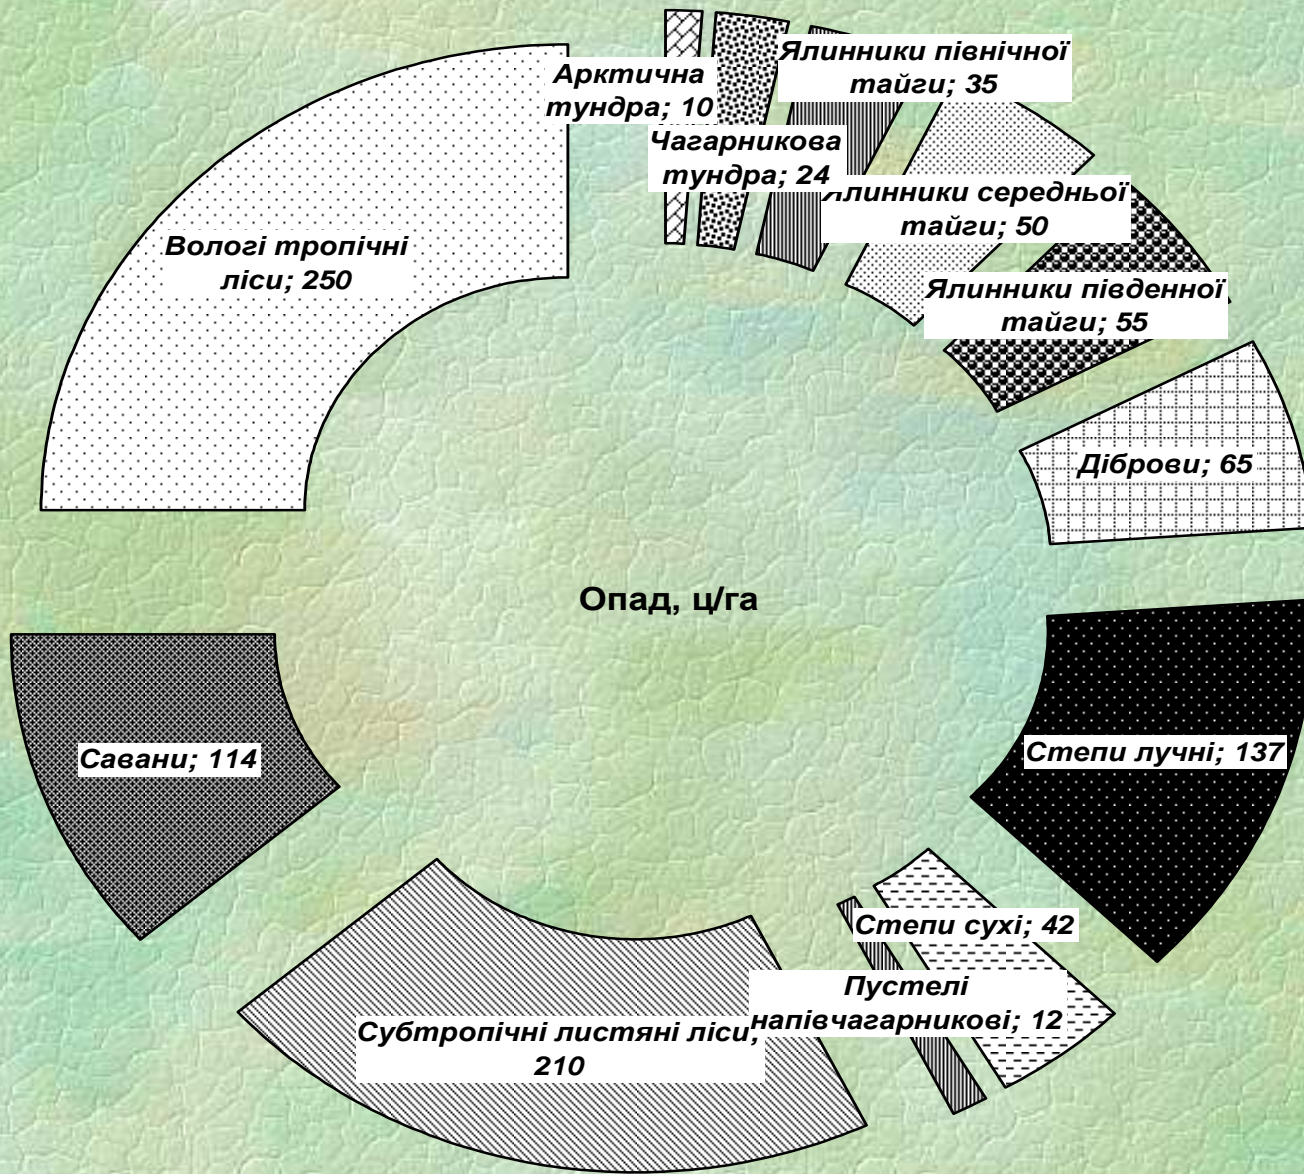 Арктична
тундра; 10
Чагарникова
тундра; 24
Ялинники північної
тайги; 35
Ялинники середньої
тайги; 50
Ялинники південної
тайги; 55
Діброви; 65
Степи лучні; 137
Степи сухі; 42
Пустелі
напівчагарникові; 12
Субтропічні листяні ліси;
210
Савани; 114
Вологі тропічні
ліси; 250
Опад, ц/га